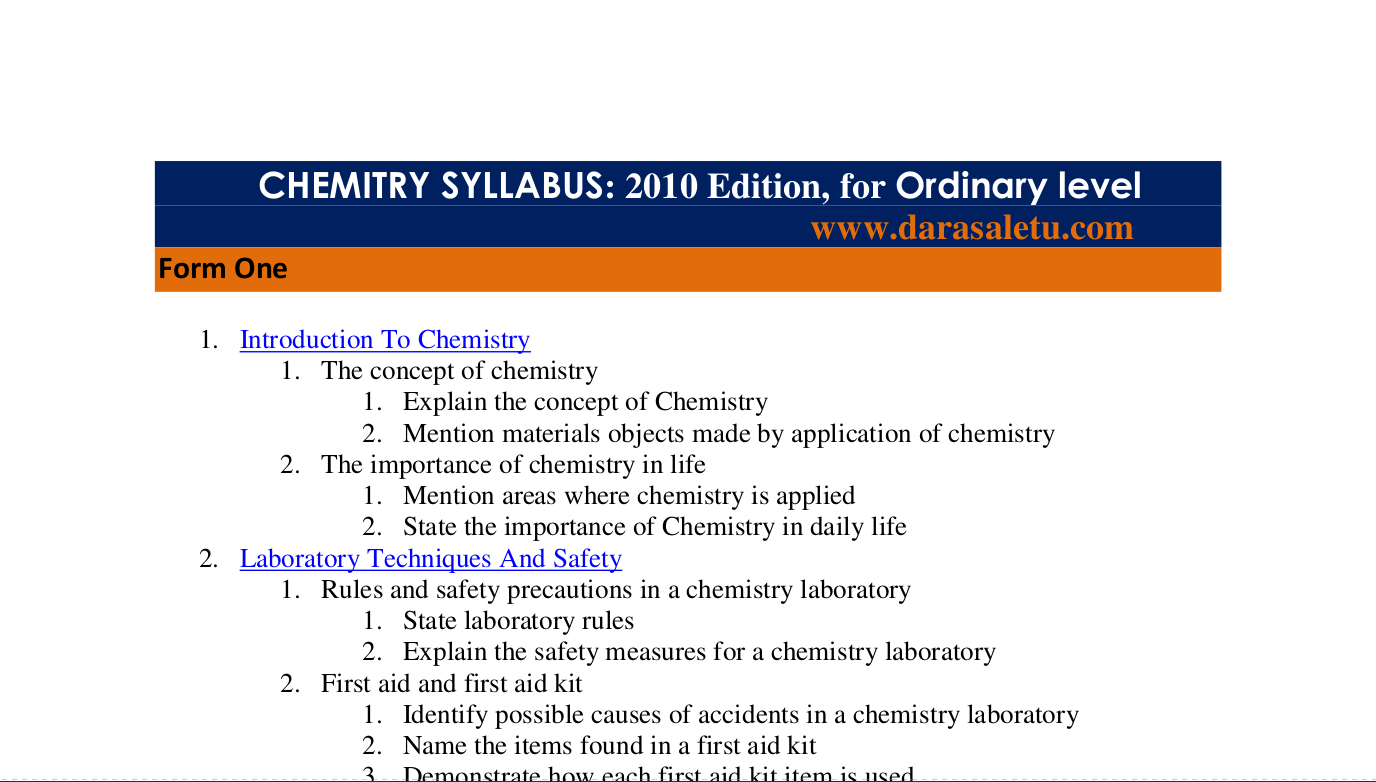 CHEMITRY SYLLABUS: 2010 Edition, for Ordinary level
www.darasaletu.com
Form One
1. Introduction To Chemistry
1. The concept of chemistry
1. Explain the concept of Chemistry
2. Mention materials objects made by application of chemistry
2. The importance of chemistry in life
1. Mention areas where chemistry is applied
2. State the importance of Chemistry in daily life
2. Laboratory Techniques And Safety
1. Rules and safety precautions in a chemistry laboratory
1. State laboratory rules
2. Explain the safety measures for a chemistry laboratory
2. First aid and first aid kit
1. Identify possible causes of accidents in a chemistry laboratory
2. Name the items found in a first aid kit
3. Demonstrate how each first aid kit item is used